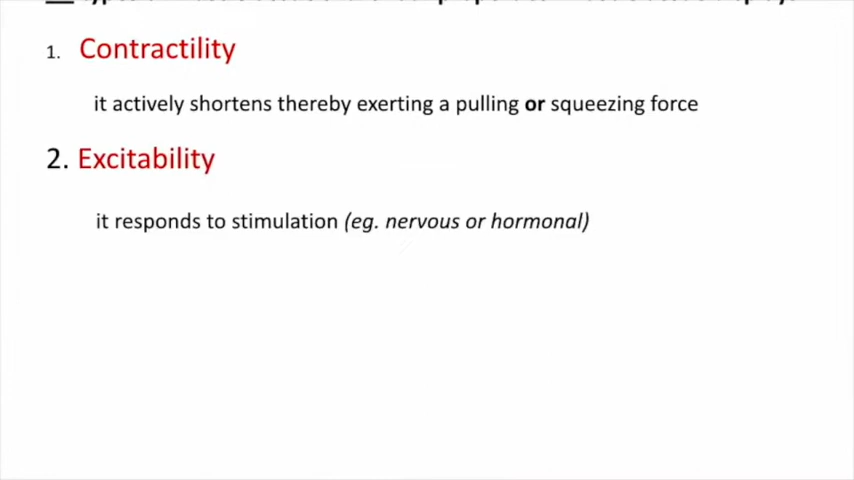 1. Contractility
it actively shortens thereby exerting a pulling or squeezing force
2. Excitability
it responds to stimulation (eg. nervous or hormonal)